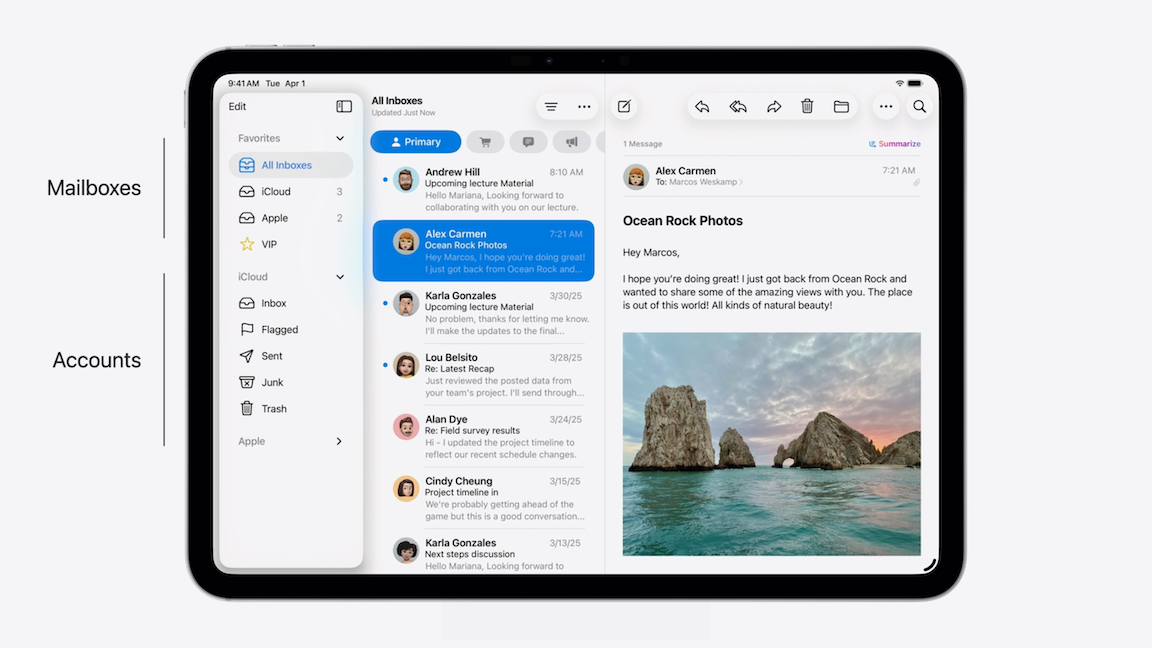 Mailboxes
Accounts
9:41 AM Tue Apr 1
Edit
Favorites
All Inboxes
iCloud 3
Apple 2
VIP
iCloud
Inbox
Flagged
Sent
Junk
Trash
Apple
All Inboxes
Updated Just Now
Primary
Andrew Hill 8:10 AM
Upcoming lecture Material
Hello Mariana, Looking forward to
collaborating with you on our lecture.
Alex Carmen 7:21 AM
Ocean Rock Photos
Hey Marcos, I hope you're doing great!
I just got back from Ocean Rock and...
Karla Gonzales 3/30/25
Upcoming lecture Material
No problem, thanks for letting me know.
I'll make the updates to the final...
Lou Belsito 3/28/25
Re: Latest Recap
Just reviewed the posted data from
your team's project. I'll send through...
Alan Dye 3/24/25
Re: Field survey results
Hi - I updated the project timeline to
reflect our recent schedule changes.
Cindy Cheung 3/15/25
Project timeline in
We're probably getting ahead of the
game but this is a good conversation...
Karla Gonzales 3/13/25
Next steps discussion
Hello Mariana, Looking forward to
1 Message Summarize
Alex Carmen 7:21 AM
To: Marcos Weskamp
Ocean Rock Photos
Hey Marcos,
I hope you're doing great! I just got back from Ocean Rock and
wanted to share some of the amazing views with you. The place
is out of this world! All kinds of natural beauty!